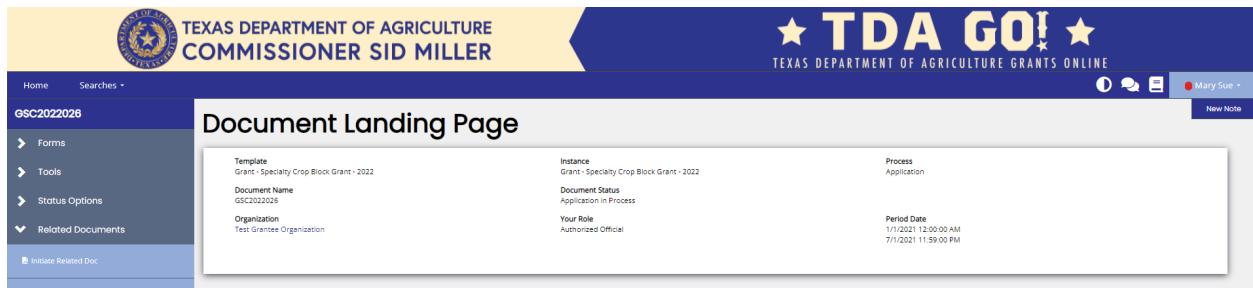 TEXAS DEPARTMENT OF AGRICULTURE
COMMISSIONER SID MILLER
TDA GO!
TEXAS DEPARTMENT OF AGRICULTURE GRANTS ONLINE
Home Searches
Mary Sue
GSC2022026
New Note
Document Landing Page
Forms
Tools
Status Options
Related Documents
Initiate Related Doc
Template
Grant - Specialty Crop Block Grant - 2022
Instance
Grant - Specialty Crop Block Grant - 2022
Process
Application
Document Name
GSC2022026
Document Status
Application in Process
Organization
Test Grantee Organization
Your Role
Authorized Official
Period Date
1/1/2021 12:00:00 AM
7/1/2021 11:59:00 PM